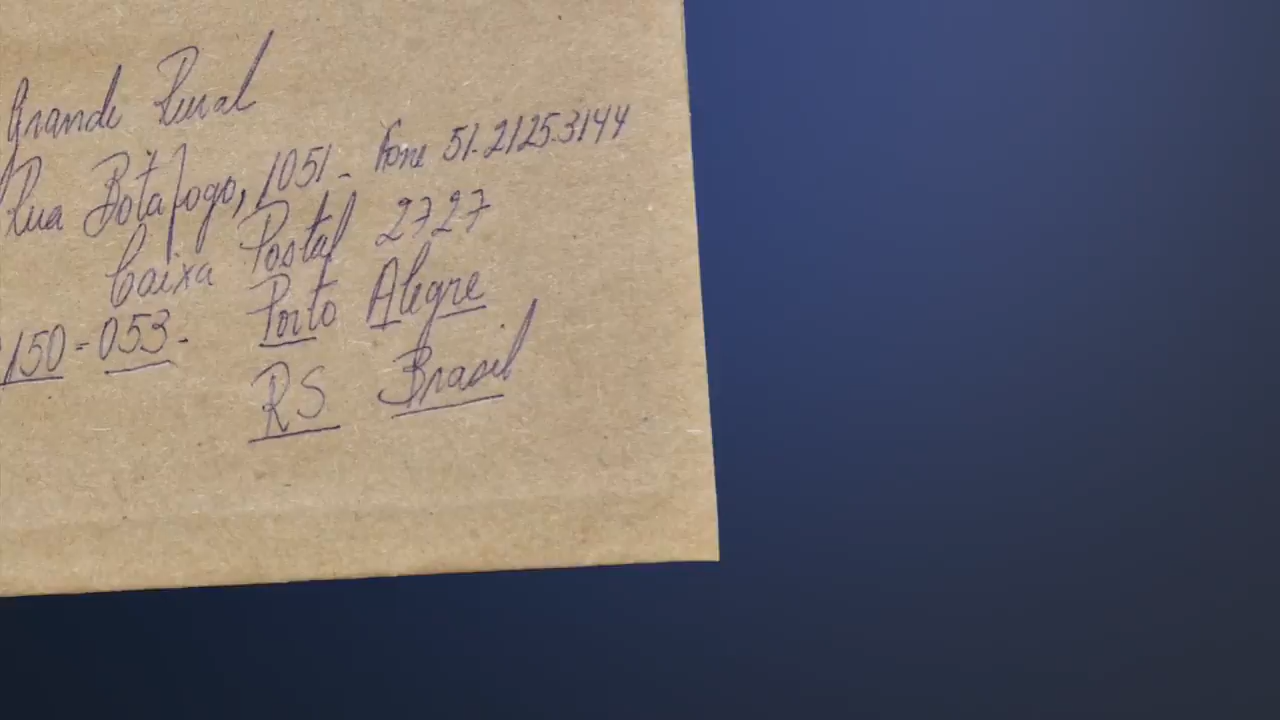 Grande Rural
Rua Botafogo, 1051 - Fone 51.2125.3144
Caixa Postal 2727
150-053. Porto Alegre
RS Brasil